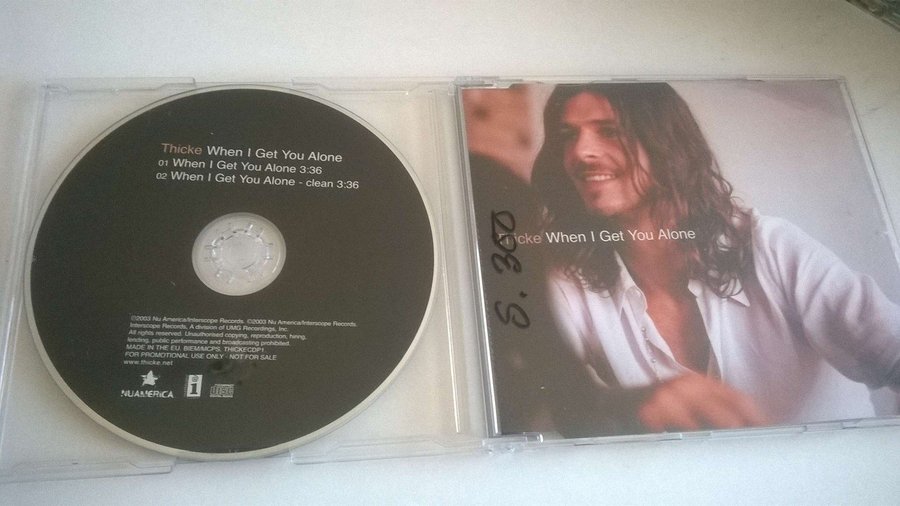 Thicke When I Get You Alone
01 When I Get You Alone 3:36
02 When I Get You Alone - clean 3:36
©2003 Nu America/Interscope Records. ©2003 Nu America/Interscope Records.
Interscope Records, A division of UMG Recordings, Inc.
All rights reserved. Unauthorised copying, reproduction, hiring,
lending, public performance and broadcasting prohibited.
MADE IN THE EU. BIEM/MCPS. THICKECDP1
FOR PROMOTIONAL USE ONLY - NOT FOR SALE
www.thicke.net
NUAMERICA
i
disc
Thicke When I Get You Alone
S. 300